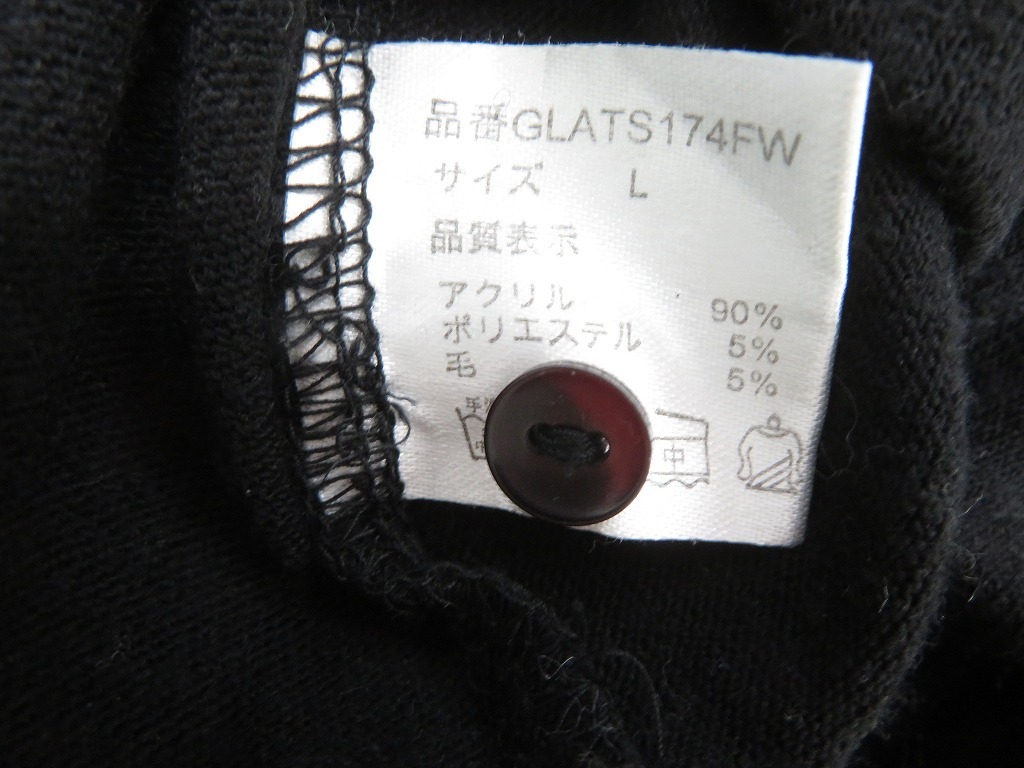 品番GLATS174FW
サイズ L
品質表示
アクリル 90%
ポリエステル 5%
毛 5%
中